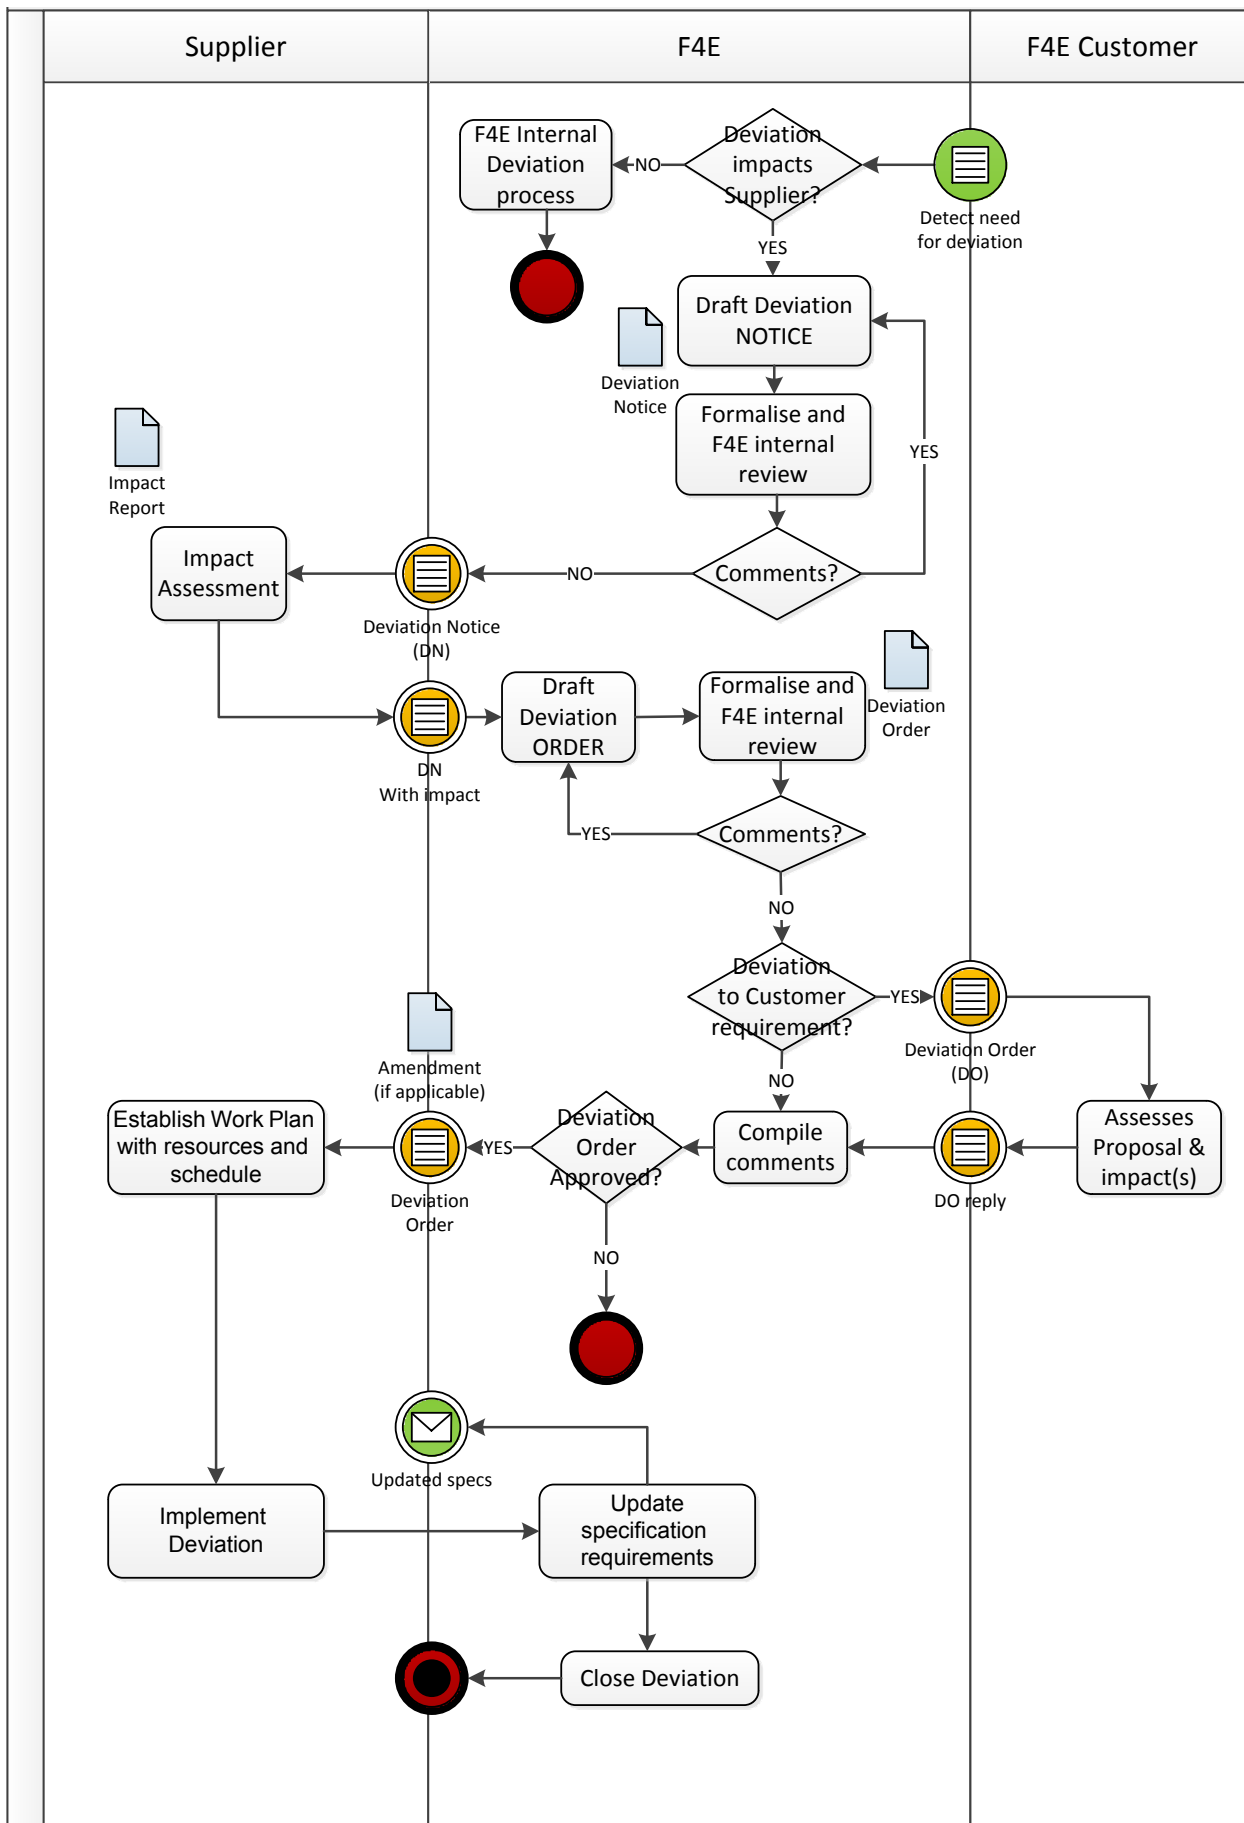 Supplier
F4E
F4E Customer
F4E Internal
Deviation
process
NO
Deviation
impacts
Supplier?
Detect need
for deviation
YES
Draft Deviation
NOTICE
Deviation
Notice
Formalise and
F4E internal
review
YES
Impact
Report
Impact
Assessment
Deviation Notice
(DN)
NO
Comments?
DN
With impact
Draft
Deviation
ORDER
Formalise and
F4E internal
review
Deviation
Order
YES
Comments?
NO
Deviation
to Customer
requirement?
YES
Deviation Order
(DO)
NO
Amendment
(if applicable)
Establish Work Plan
with resources and
schedule
Deviation
Order
YES
Deviation
Order
Approved?
Compile
comments
DO reply
Assesses
Proposal &
impact(s)
NO
Updated specs
Implement
Deviation
Update
specification
requirements
Close Deviation